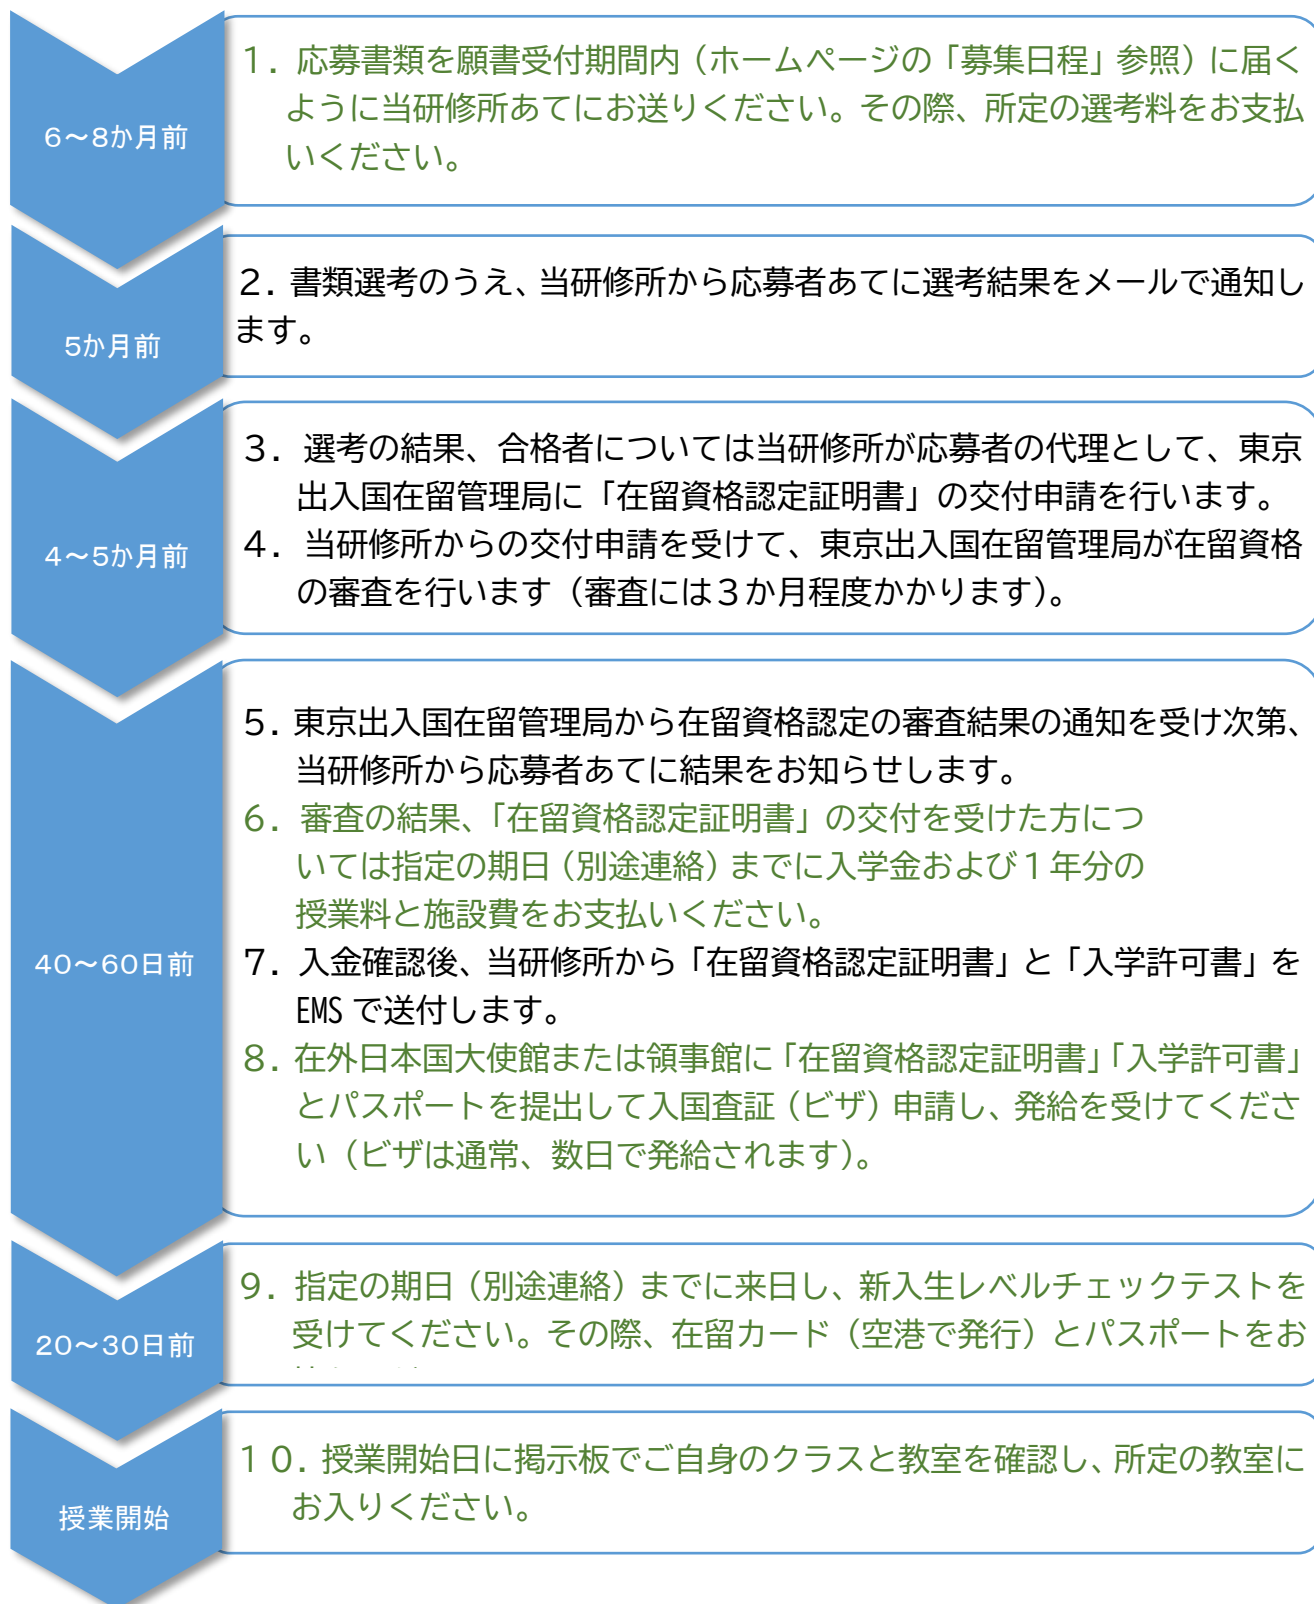 6～8か月前
１．応募書類を願書受付期間内（ホームページの「募集日程」参照）に届く
ように当研修所あてにお送りください。その際、所定の選考料をお支払
いください。
5か月前
２．書類選考のうえ、当研修所から応募者あてに選考結果をメールで通知し
ます。
4～5か月前
３．選考の結果、合格者については当研修所が応募者の代理として、東京
出入国在留管理局に「在留資格認定証明書」の交付申請を行います。
４．当研修所からの交付申請を受けて、東京出入国在留管理局が在留資格
の審査を行います（審査には３か月程度かかります）。
40～60日前
５．東京出入国在留管理局から在留資格認定の審査結果の通知を受け次第、
当研修所から応募者あてに結果をお知らせします。
６．審査の結果、「在留資格認定証明書」の交付を受けた方につ
いては指定の期日（別途連絡）までに入学金および１年分の
授業料と施設費をお支払いください。
７．入金確認後、当研修所から「在留資格認定証明書」と「入学許可書」を
EMSで送付します。
８．在外日本国大使館または領事館に「在留資格認定証明書」「入学許可書」
とパスポートを提出して入国査証（ビザ）申請し、発給を受けてくださ
い（ビザは通常、数日で発給されます）。
20～30日前
９．指定の期日（別途連絡）までに来日し、新入生レベルチェックテストを
受けてください。その際、在留カード（空港で発行）とパスポートをお
授業開始
１０．授業開始日に掲示板でご自身のクラスと教室を確認し、所定の教室に
お入りください。